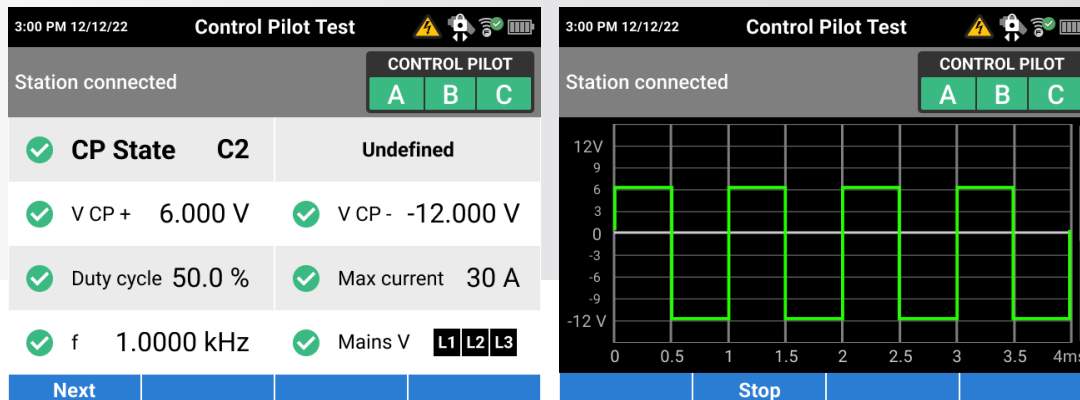 3:00 PM 12/12/22 Control Pilot Test
Station connected
CONTROL PILOT
A B C
CP State C2 Undefined
V CP + 6.000 V V CP - -12.000 V
Duty cycle 50.0 % Max current 30 A
f 1.0000 kHz Mains V L1 L2 L3
Next
3:00 PM 12/12/22 Control Pilot Test
Station connected
CONTROL PILOT
A B C
12V
9
6
3
0
-3
-6
-9
-12 V
0 0.5 1 1.5 2 2.5 3 3.5 4ms
Stop